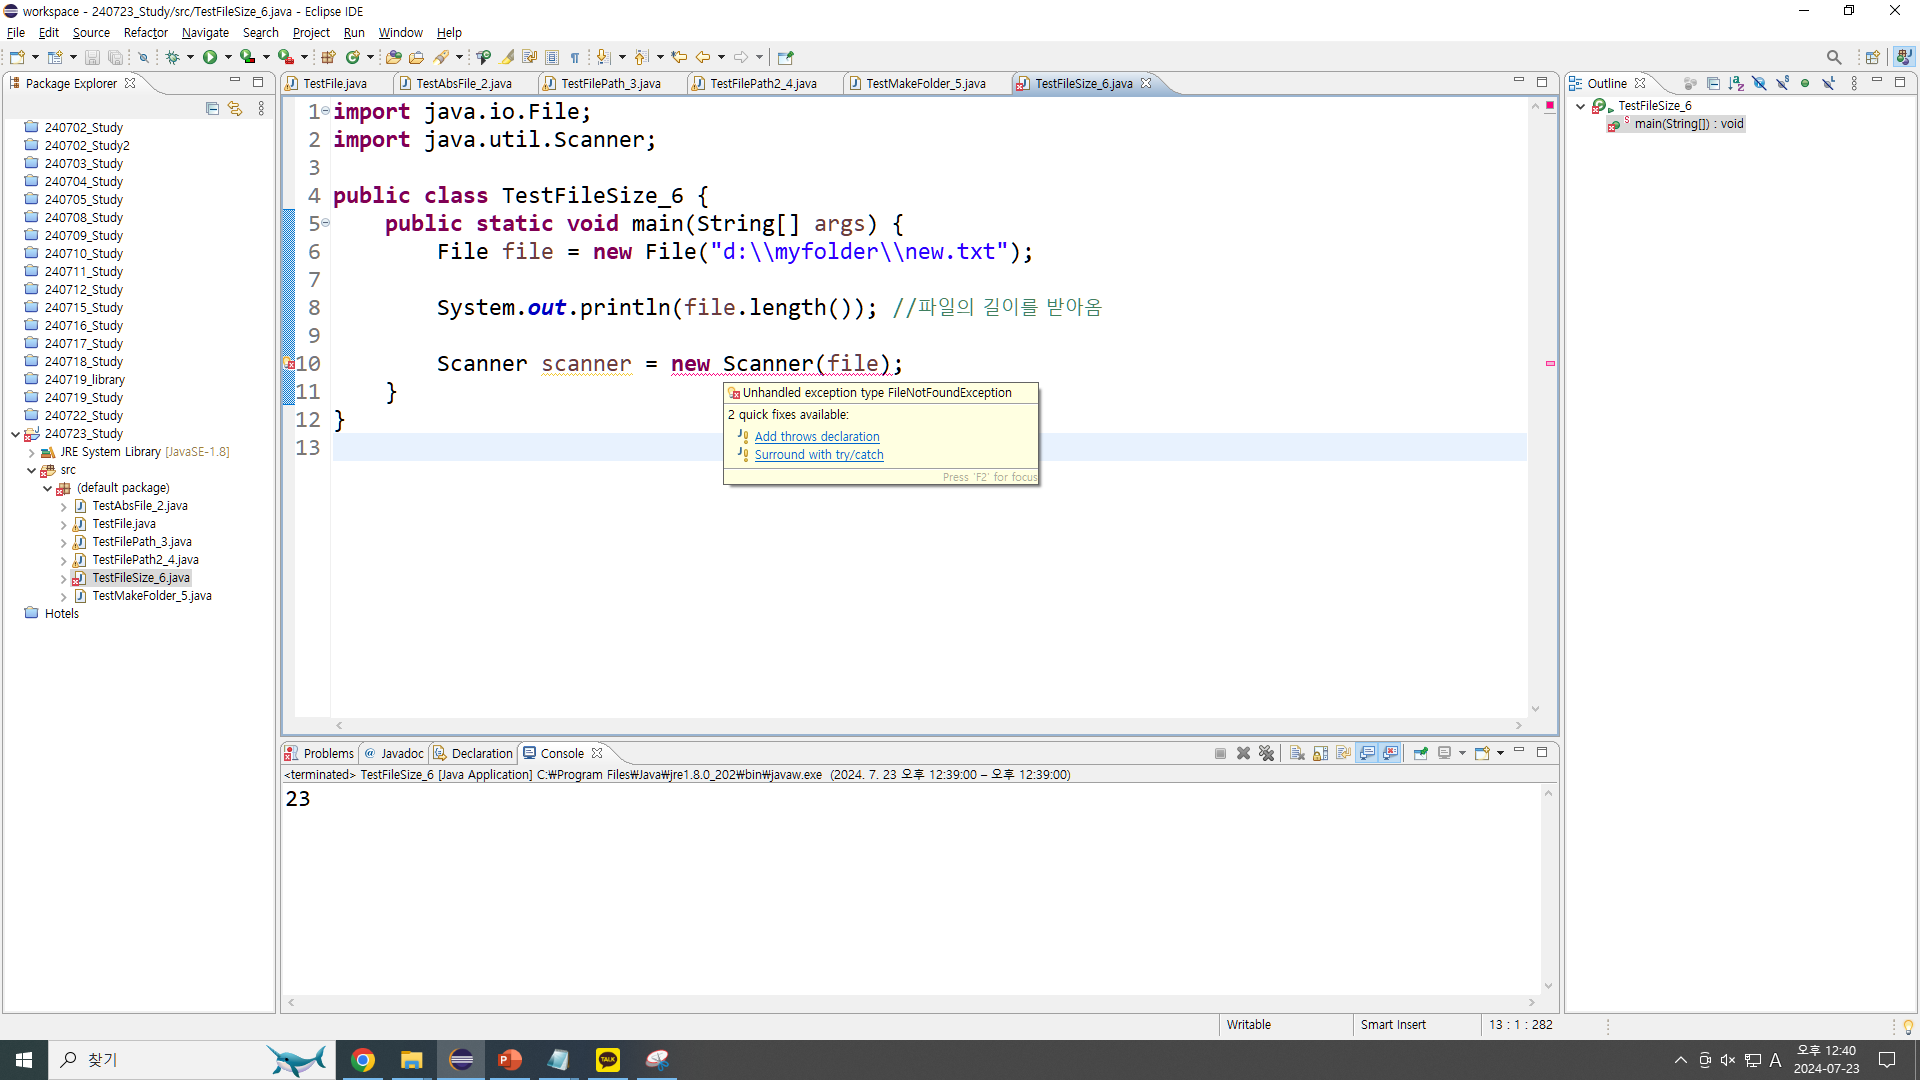 workspace - 240723_Study/src/TestFileSize_6.java - Eclipse IDE
File Edit Source Refactor Navigate Search Project Run Window Help
Package Explorer
240702_Study
240702_Study2
240703_Study
240704_Study
240705_Study
240708_Study
240709_Study
240710_Study
240711_Study
240712_Study
240715_Study
240716_Study
240717_Study
240718_Study
240719_library
240719_Study
240722_Study
240723_Study
JRE System Library [JavaSE-1.8]
src
(default package)
TestAbsFile_2.java
TestFile.java
TestFilePath_3.java
TestFilePath2_4.java
TestFileSize_6.java
TestMakeFolder_5.java
Hotels
TestFile.java TestAbsFile_2.java TestFilePath_3.java TestFilePath2_4.java TestMakeFolder_5.java TestFileSize_6.java
1 import java.io.File;
2 import java.util.Scanner;
3
4 public class TestFileSize_6 {
5 public static void main(String[] args) {
6 File file = new File("d:\\myfolder\\new.txt");
7
8 System.out.println(file.length()); //파일의 길이를 받아옴
9
10 Scanner scanner = new Scanner(file);
11 }
12 }
13
Unhandled exception type FileNotFoundException
2 quick fixes available:
Add throws declaration
Surround with try/catch
Press 'F2' for focus
Outline
TestFileSize_6
main(String[]) : void
Problems @ Javadoc Declaration Console
<terminated> TestFileSize_6 [Java Application] C:₩Program Files₩Java₩jre1.8.0_202₩bin₩javaw.exe (2024. 7. 23 오후 12:39:00 – 오후 12:39:00)
23
Writable Smart Insert 13 : 1 : 282
찾기
TALK
A
오후 12:40
2024-07-23